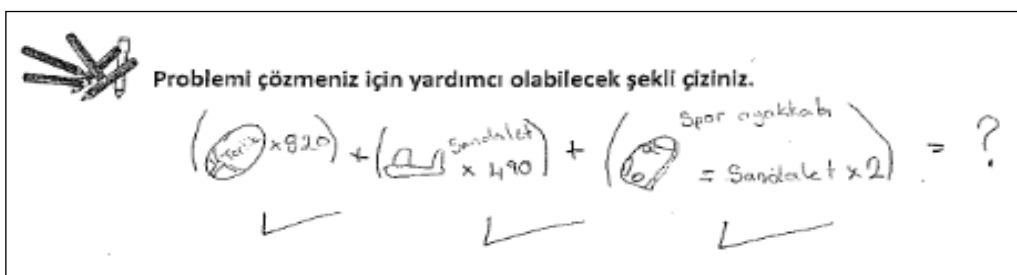 Problemi çözmeniz için yardımcı olabilecek şekli çiziniz.
(Terlik x 820) + (Sandalet x 490) + (Spor ayakkabı = Sandalet x 2) = ?